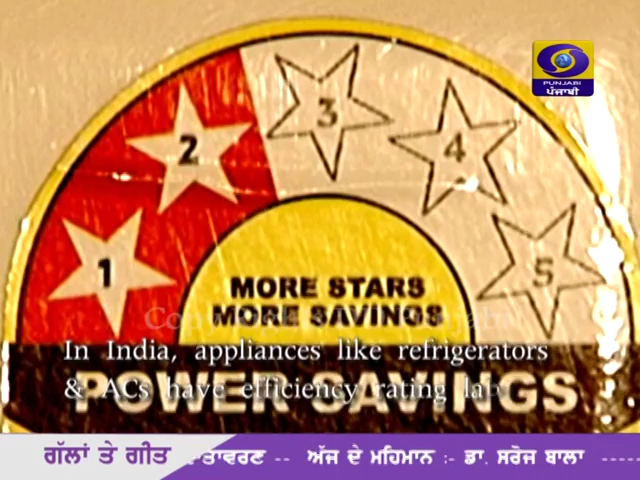 PUNJABI
ਪੰਜਾਬੀ
3
2
4
1
5
MORE STARS
MORE SAVINGS
In India, appliances like refrigerators
& ACs have efficiency rating
POWER SAVINGS
ਗੱਲਾਂ ਤੇ ਗੀਤ
-ਤਾਵਰਣ -- ਅੱਜ ਦੇ ਮਹਿਮਾਨ :- ਡਾ. ਸਰੋਜ ਬਾਲਾ -----